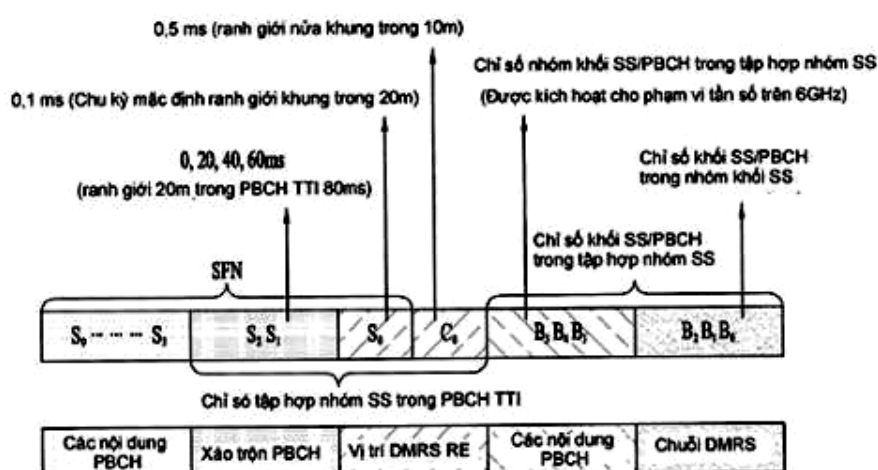 0,5 ms (ranh giới nửa khung trong 10m)
Chỉ số nhóm khối SS/PBCH trong tập hợp nhóm SS
(Được kích hoạt cho phạm vi tần số trên 6GHz)
0,1 ms (Chu kỳ mặc định ranh giới khung trong 20m)
0, 20, 40, 60ms
(ranh giới 20m trong PBCH TTI 80ms)
Chỉ số khối SS/PBCH
trong nhóm khối SS
Chỉ số khối SS/PBCH
trong tập hợp nhóm SS
SFN
S₉ ... ... ... S₃ S₂ S₁ S₀ C₀ B₅ B₄ B₃ B₂ B₁ B₀
Chỉ só tập hợp nhóm SS trong PBCH TTI
Các nội dung
PBCH
Xáo trộn PBCH
Vị trí DMRS RE
Các nội dung
PBCH
Chuỗi DMRS